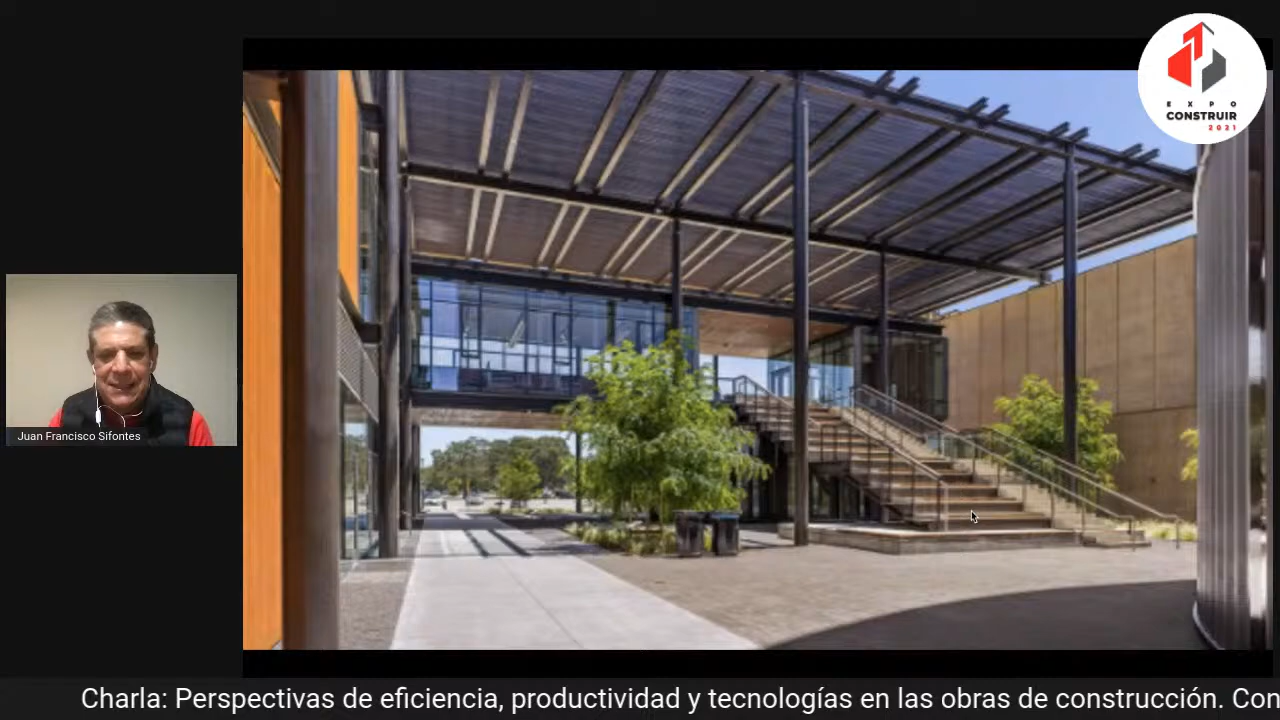 EXPO
CONSTRUIR
2021
Juan Francisco Sifontes
Charla: Perspectivas de eficiencia, productividad y tecnologías en las obras de construcción. Con